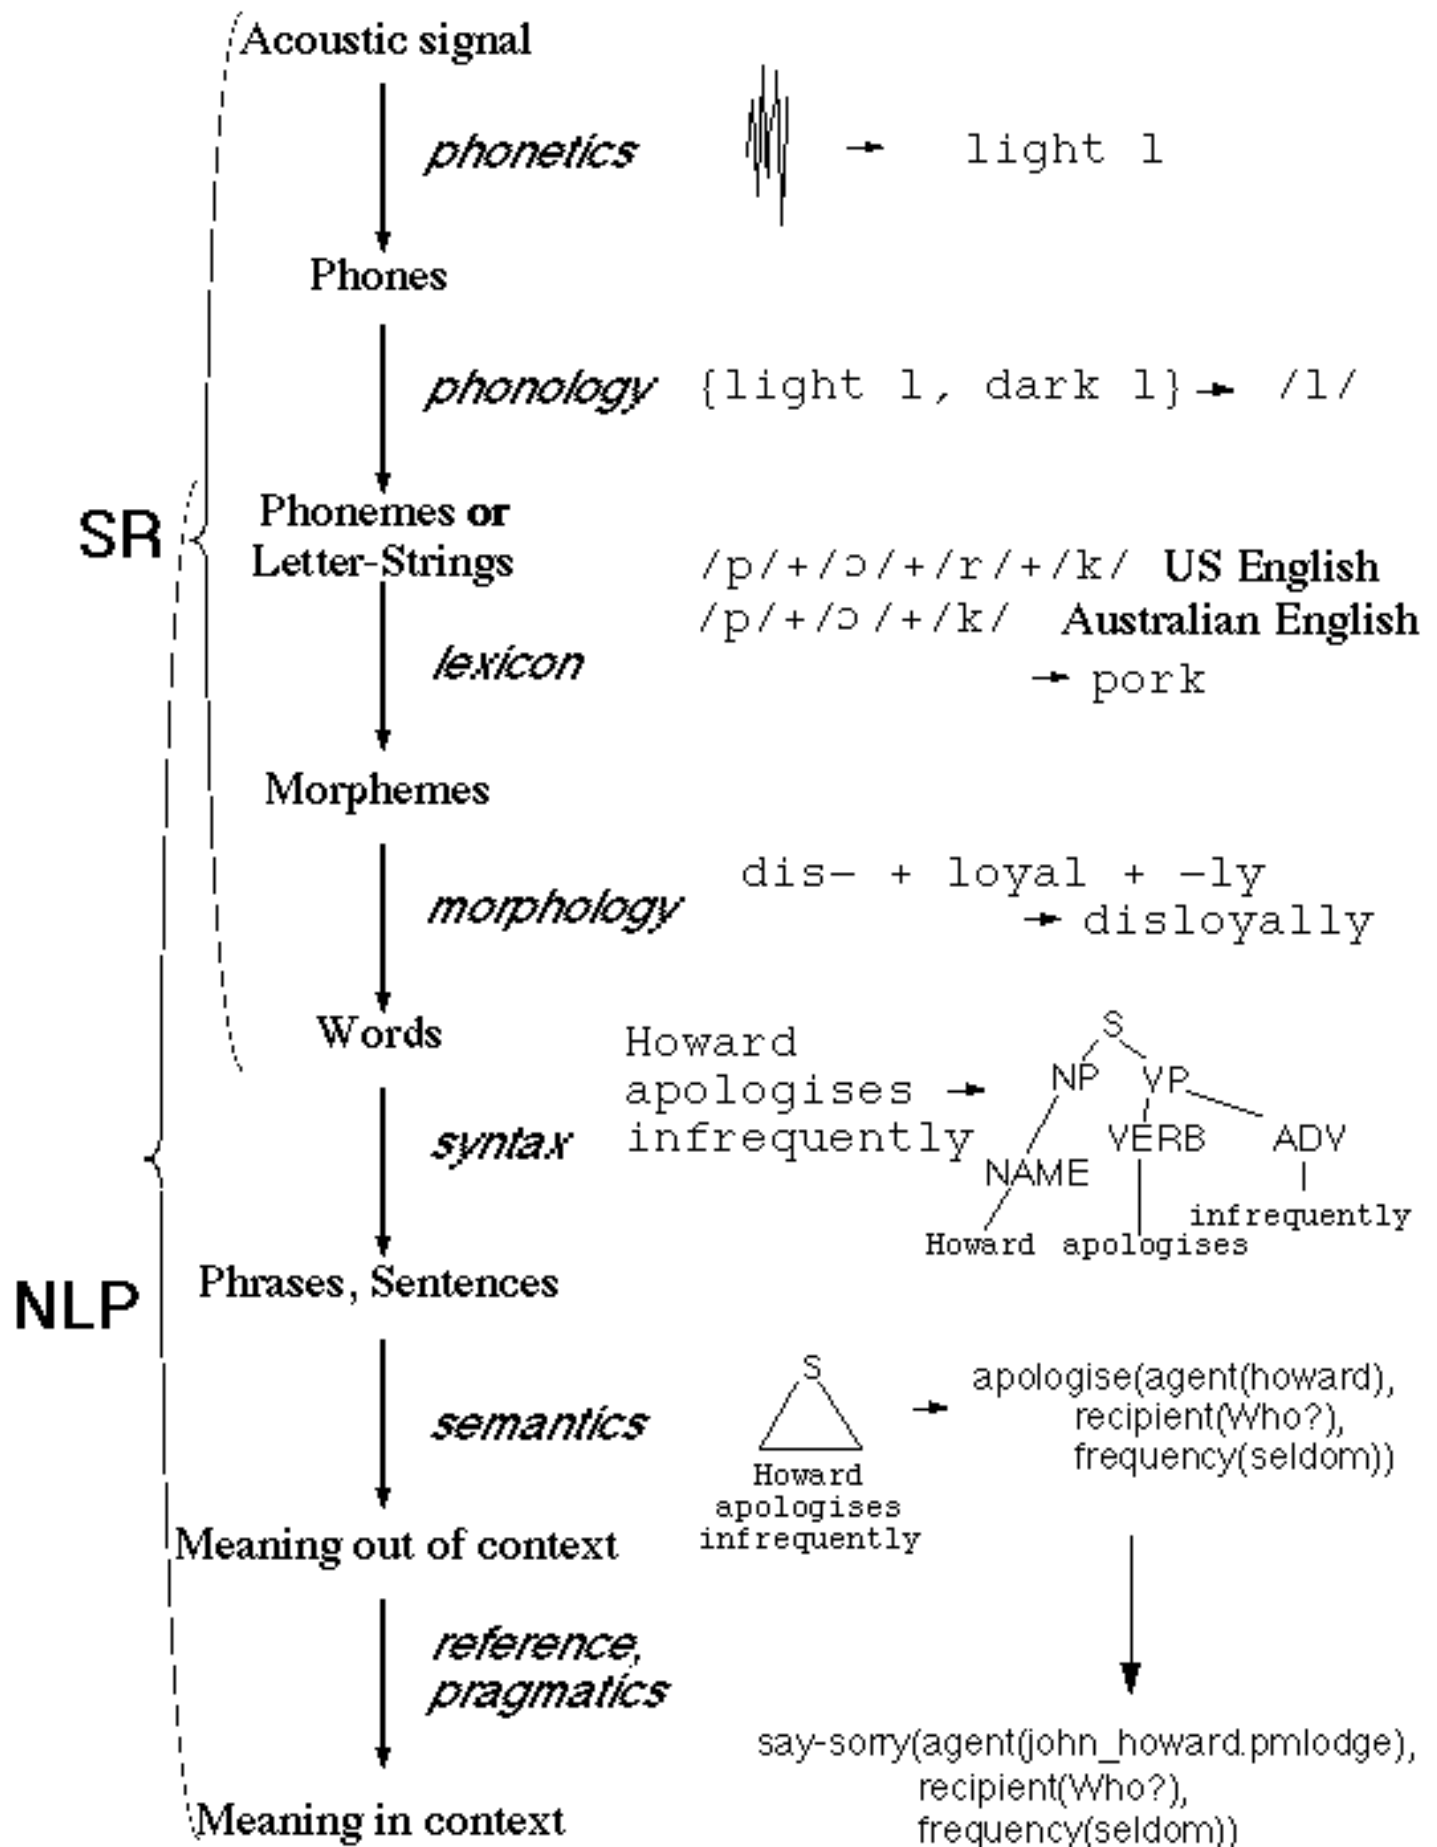 Acoustic signal
phonetics
light l
Phones
phonology
{light l, dark l}
/l/
SR
Phonemes or
Letter-Strings
/p/+/ɔ/+/r/+/k/ US English
/p/+/ɔ/+/k/ Australian English
lexicon
pork
Morphemes
dis- + loyal + -ly
morphology
disloyally
Words
Howard
apologises
infrequently
S
NP VP
syntax
VERB ADV
NAME
infrequently
Howard apologises
Phrases, Sentences
NLP
semantics
S
Howard
apologises
infrequently
apologise(agent(howard),
recipient(Who?),
frequency(seldom))
Meaning out of context
reference,
pragmatics
say-sorry(agent(john_howard.pmlodge),
recipient(Who?),
frequency(seldom))
Meaning in context